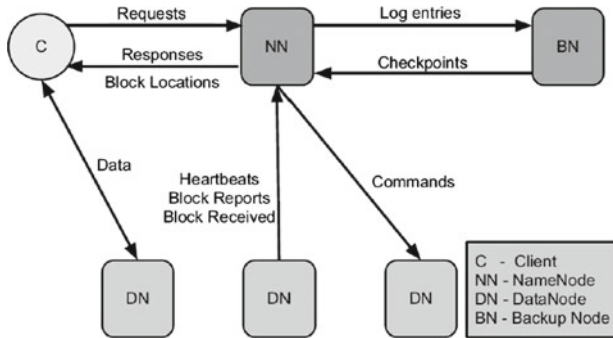 Requests
Log entries
C
NN
BN
Responses
Block Locations
Checkpoints
Data
Heartbeats
Block Reports
Block Received
Commands
DN
DN
DN
C - Client
NN - NameNode
DN - DataNode
BN - Backup Node